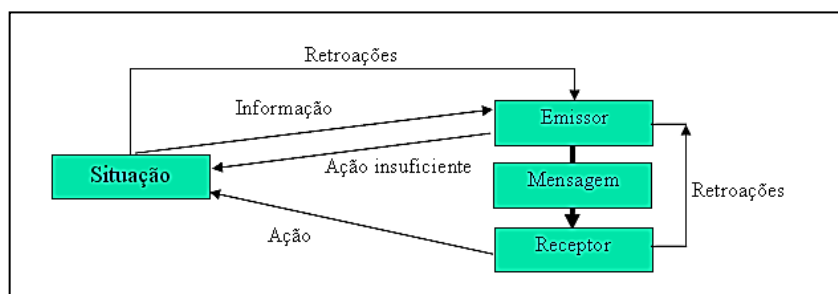 Retroações
Informação
Emissor
Ação insuficiente
Situação
Mensagem
Retroações
Ação
Receptor